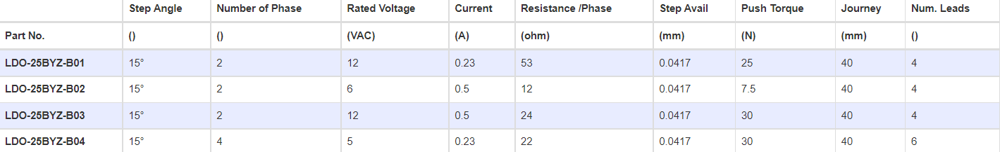 Step Angle Number of Phase Rated Voltage Current Resistance /Phase Step Avail Push Torque Journey Num. Leads
Part No. () () (VAC) (A) (ohm) (mm) (N) (mm) ()
LDO-25BYZ-B01 15° 2 12 0.23 53 0.0417 25 40 4
LDO-25BYZ-B02 15° 2 6 0.5 12 0.0417 7.5 40 4
LDO-25BYZ-B03 15° 2 12 0.5 24 0.0417 30 40 4
LDO-25BYZ-B04 15° 4 5 0.23 22 0.0417 30 40 6